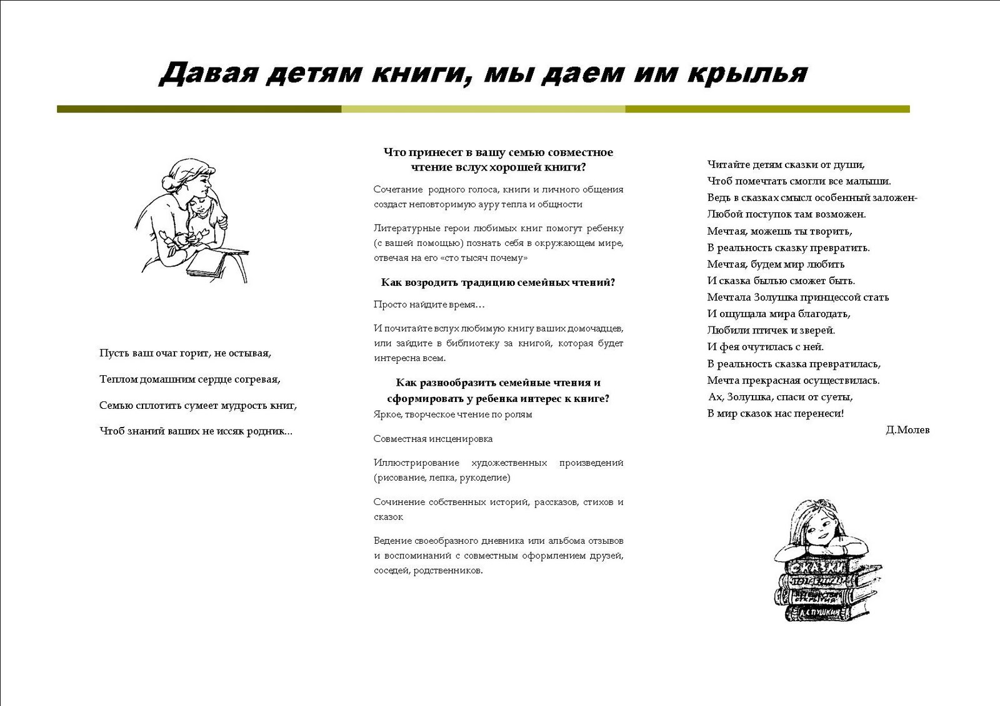 Давая детям книги, мы даем им крылья
Пусть ваш очаг горит, не остывая,
Теплом домашним сердце согревая,
Семью сплотить сумеет мудрость книг,
Чтоб знаний ваших не иссяк родник...
Что принесет в вашу семью совместное
чтение вслух хорошей книги?
Сочетание родного голоса, книги и личного общения
создаст неповторимую ауру тепла и общности
Литературные герои любимых книг помогут ребенку
(с вашей помощью) познать себя в окружающем мире,
отвечая на его «сто тысяч почему»
Как возродить традицию семейных чтений?
Просто найдите время…
И почитайте вслух любимую книгу ваших домочадцев,
или зайдите в библиотеку за книгой, которая будет
интересна всем.
Как разнообразить семейные чтения и
сформировать у ребенка интерес к книге?
Яркое, творческое чтение по ролям
Совместная инсценировка
Иллюстрирование художественных произведений
(рисование, лепка, рукоделие)
Сочинение собственных историй, рассказов, стихов и
сказок
Ведение своеобразного дневника или альбома отзывов
и воспоминаний с совместным оформлением друзей,
соседей, родственников.
Читайте детям сказки от души,
Чтоб помечтать смогли все малыши.
Ведь в сказках смысл особенный заложен-
Любой поступок там возможен.
Мечтая, можешь ты творить,
В реальность сказку превратить.
Мечтая, будем мир любить
И сказка былью сможет быть.
Мечтала Золушка принцессой стать
И ощущала мира благодать,
Любили птичек и зверей.
И фея очутилась с ней.
В реальность сказка превратилась,
Мечта прекрасная осуществилась.
Ах, Золушка, спаси от суеты,
В мир сказок нас перенеси!
Д.Молев
СКАЗКИ
ПУТЕШЕСТВИЯ
ОТКРЫТИЯ
А.С.ПУШКИН